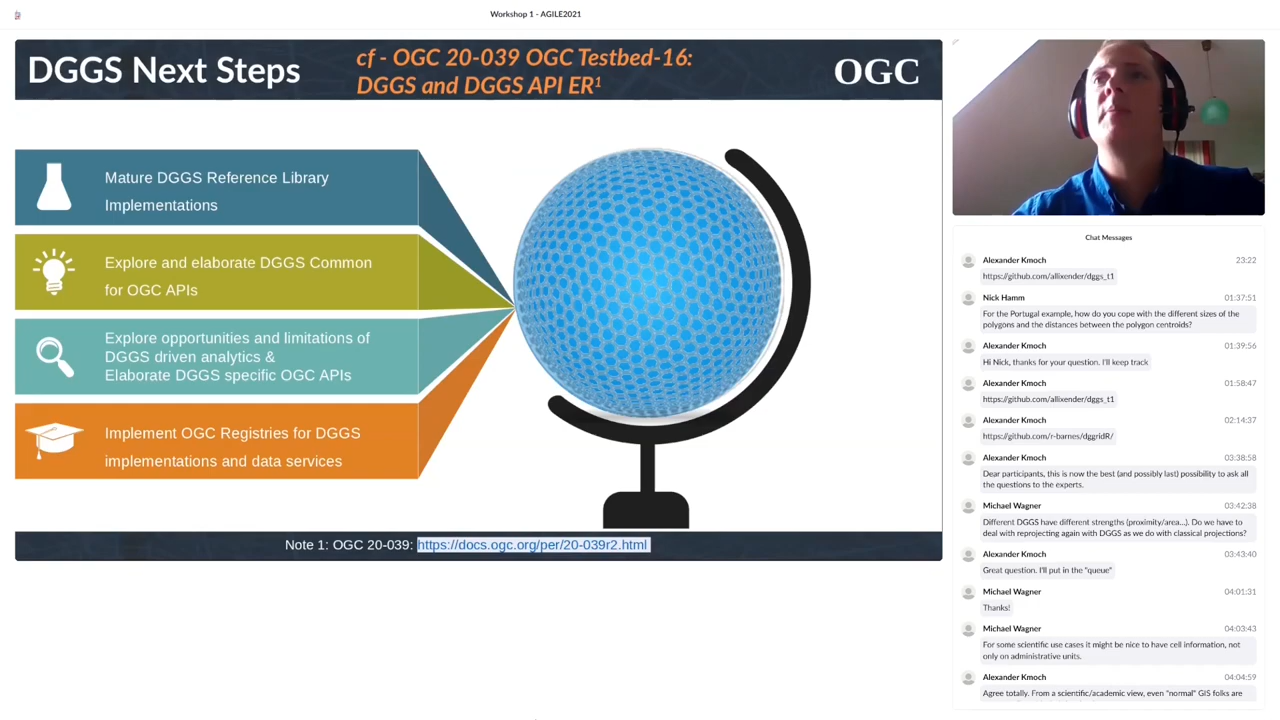 Workshop 1 - AGILE2021
DGGS Next Steps
cf - OGC 20-039 OGC Testbed-16:
DGGS and DGGS API ER¹
OGC
Mature DGGS Reference Library
Implementations
Explore and elaborate DGGS Common
for OGC APIs
Explore opportunities and limitations of
DGGS driven analytics &
Elaborate DGGS specific OGC APIs
Implement OGC Registries for DGGS
implementations and data services
Note 1: OGC 20-039: https://docs.ogc.org/per/20-039r2.html
Chat Messages
Alexander Kmoch 23:22
https://github.com/allixender/dggs_t1
Nick Hamm 01:37:51
For the Portugal example, how do you cope with the different sizes of the
polygons and the distances between the polygon centroids?
Alexander Kmoch 01:39:56
Hi Nick, thanks for your question. I'll keep track
Alexander Kmoch 01:58:47
https://github.com/allixender/dggs_t1
Alexander Kmoch 02:14:37
https://github.com/r-barnes/dggridR/
Alexander Kmoch 03:38:58
Dear participants, this is now the best (and possibly last) possibility to ask all
the questions to the experts.
Michael Wagner 03:42:38
Different DGGS have different strengths (proximity/area...). Do we have to
deal with reprojecting again with DGGS as we do with classical projections?
Alexander Kmoch 03:43:40
Great question. I'll put in the "queue"
Michael Wagner 04:01:31
Thanks!
Michael Wagner 04:03:43
For some scientific use cases it might be nice to have cell information, not
only on administrative units.
Alexander Kmoch 04:04:59
Agree totally. From a scientific/academic view, even "normal" GIS folks are